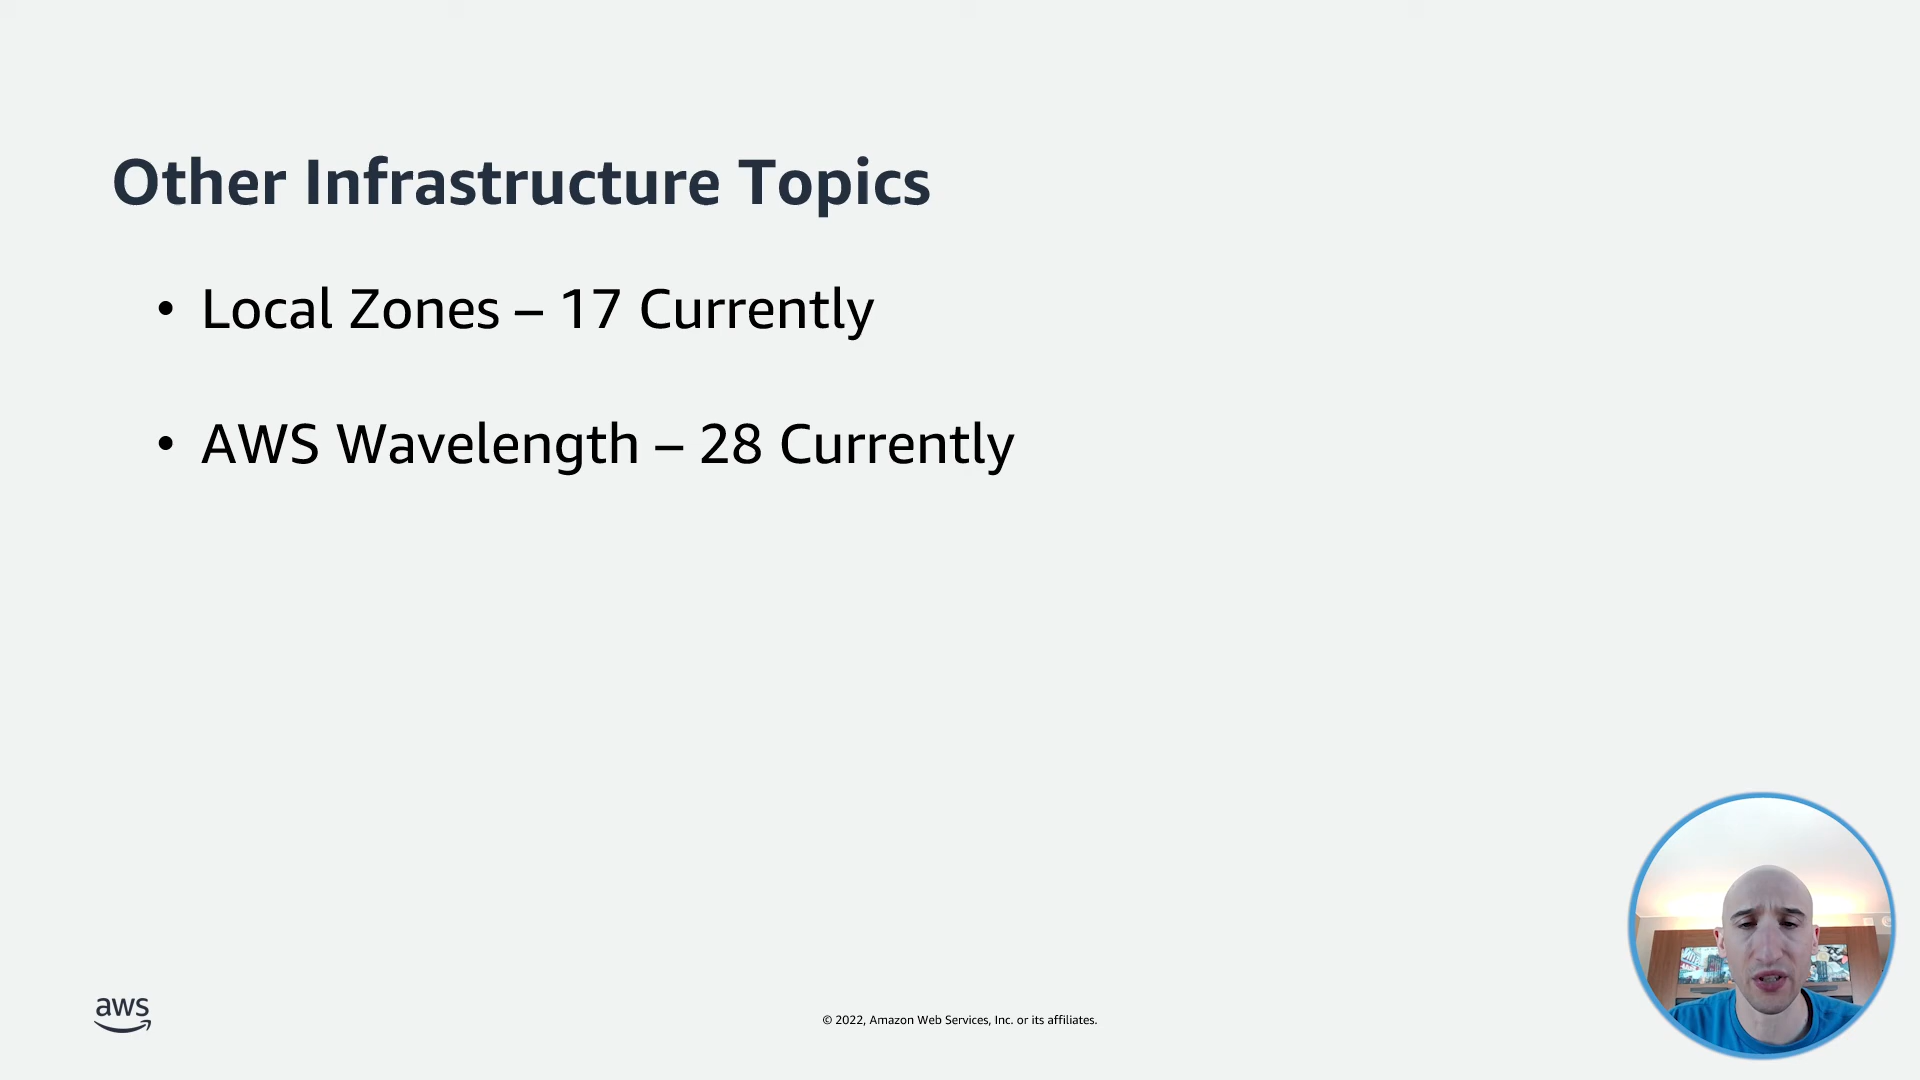 Other Infrastructure Topics
• Local Zones – 17 Currently
• AWS Wavelength – 28 Currently
aws
© 2022, Amazon Web Services, Inc. or its affiliates.